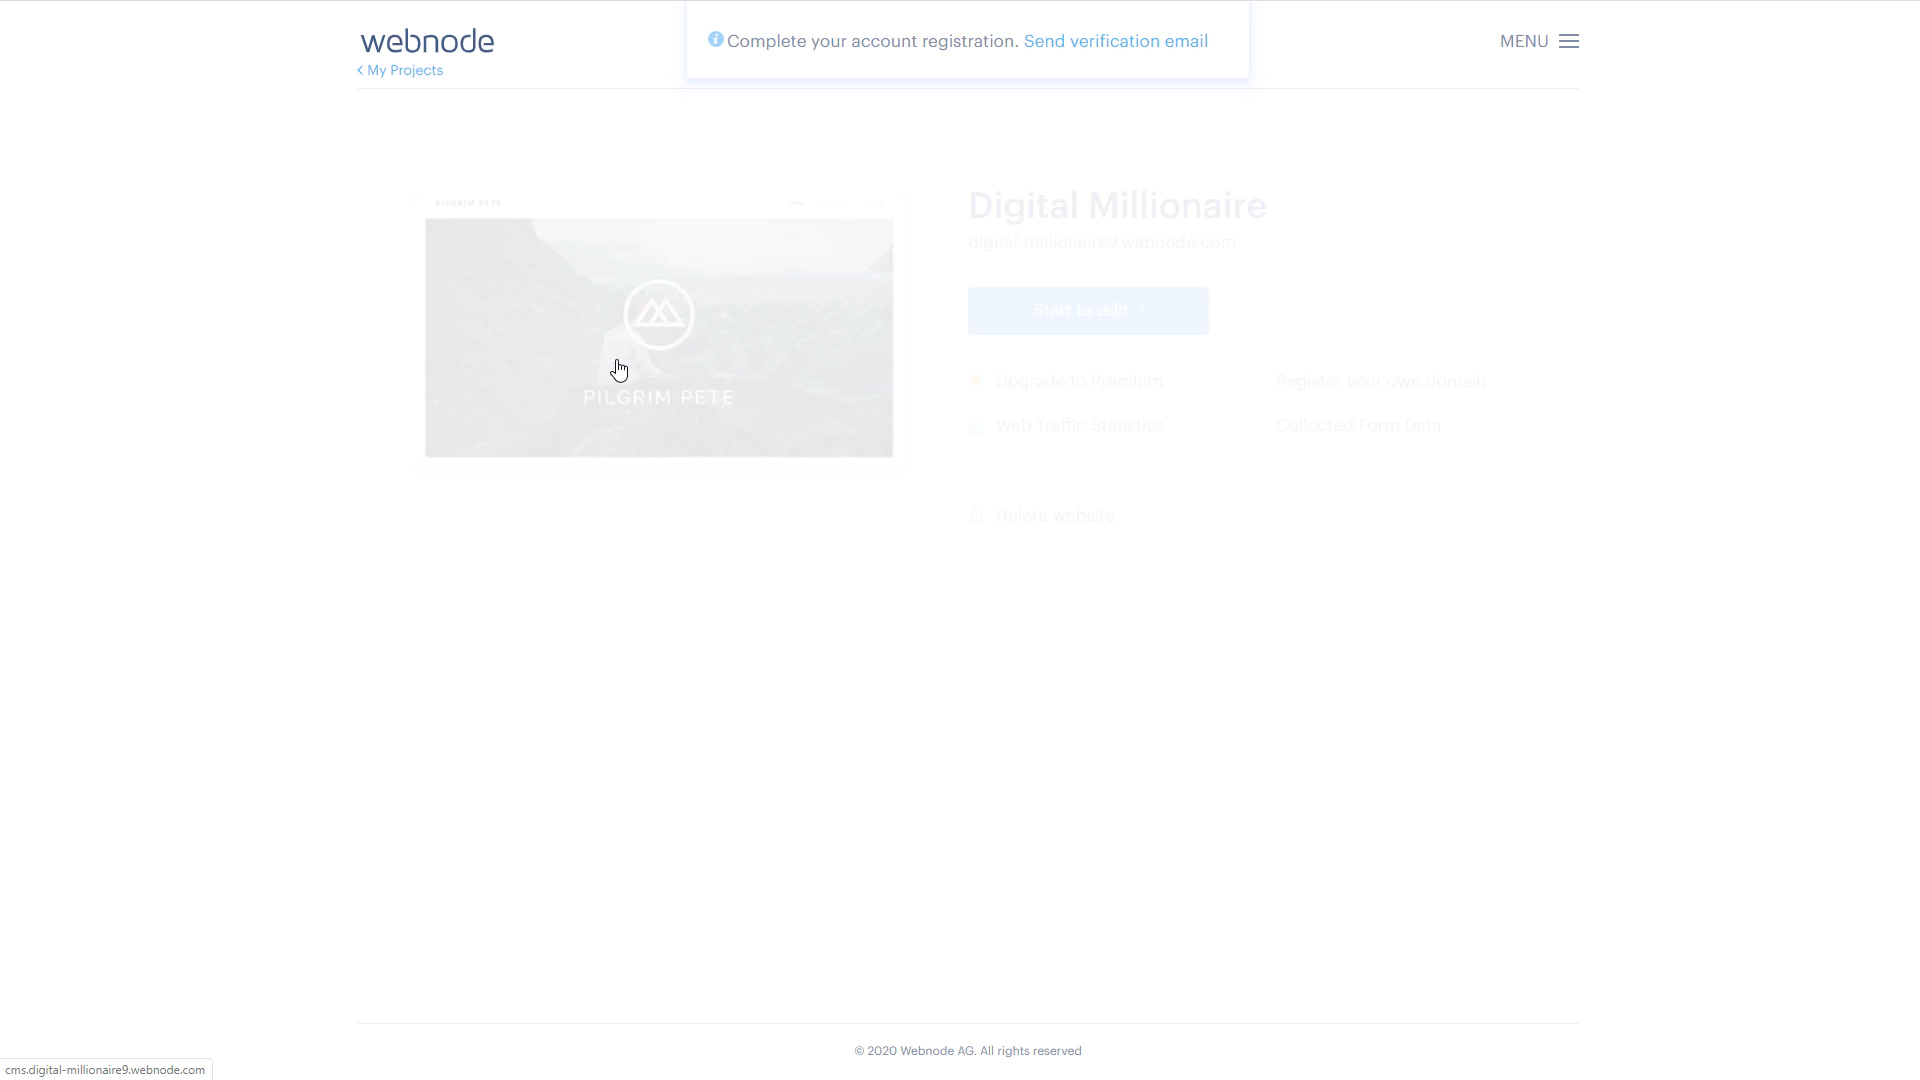 webnode
Complete your account registration. Send verification email
MENU
My Projects
PILGRIM PETE
Digital Millionaire
digital-millionaire9.webnode.com
PILGRIM PETE
Start to edit
Upgrade to Premium
Register your own domain
Web Traffic Statistics
Collected Form Data
Delete website
© 2020 Webnode AG. All rights reserved
cms.digital-millionaire9.webnode.com